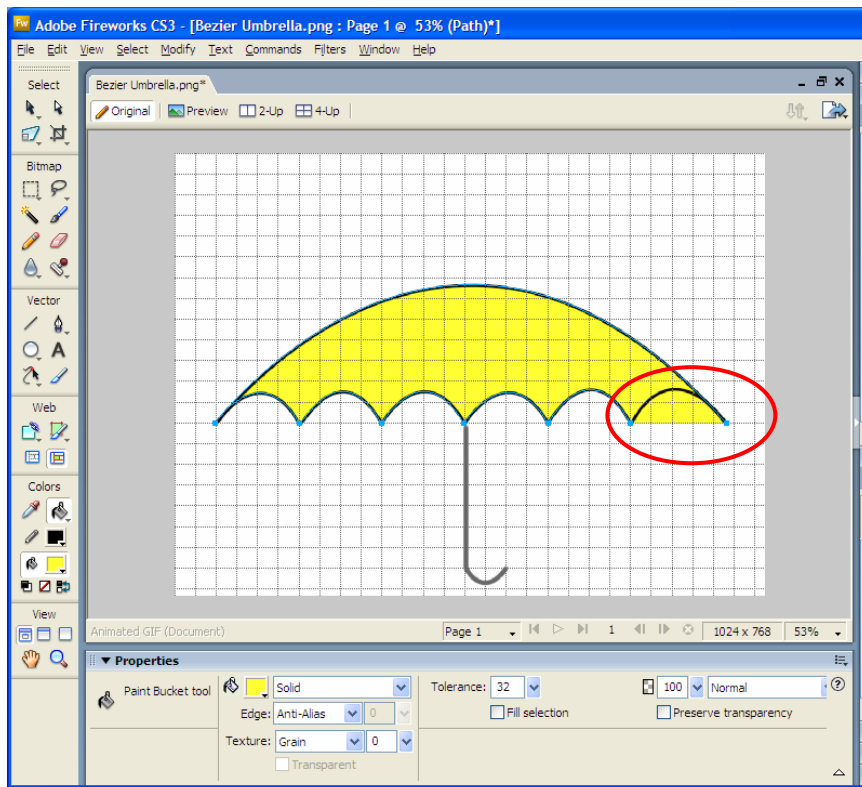 Fw Adobe Fireworks CS3 - [Bezier Umbrella.png : Page 1 @ 53% (Path)*]
File Edit View Select Modify Text Commands Filters Window Help
Select
Bezier Umbrella.png*
Original Preview 2-Up 4-Up
Bitmap
Vector
A
Web
Colors
View
Animated GIF (Document) Page 1 1 1024 x 768 53%
Properties
Paint Bucket tool Solid Tolerance: 32 100 Normal ?
Edge: Anti-Alias 0 Fill selection Preserve transparency
Texture: Grain 0
Transparent